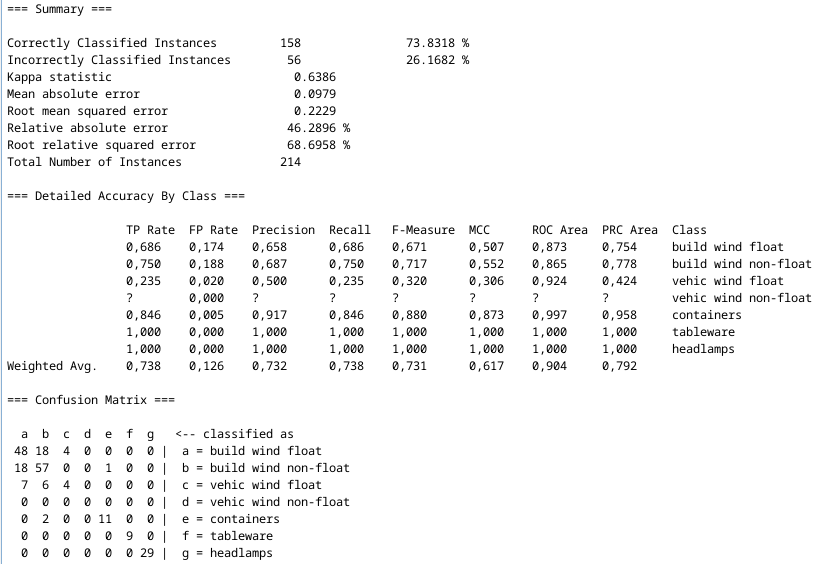 === Summary ===
Correctly Classified Instances         158               73.8318 %
Incorrectly Classified Instances        56               26.1682 %
Kappa statistic                          0.6386
Mean absolute error                      0.0979
Root mean squared error                  0.2229
Relative absolute error                 46.2896 %
Root relative squared error             68.6958 %
Total Number of Instances              214
=== Detailed Accuracy By Class ===
                 TP Rate  FP Rate  Precision  Recall   F-Measure  MCC      ROC Area  PRC Area  Class
                 0,686    0,174    0,658      0,686    0,671      0,507    0,873     0,754     build wind float
                 0,750    0,188    0,687      0,750    0,717      0,552    0,865     0,778     build wind non-float
                 0,235    0,020    0,500      0,235    0,320      0,306    0,924     0,424     vehic wind float
                 ?        0,000    ?          ?        ?          ?        ?         ?         vehic wind non-float
                 0,846    0,005    0,917      0,846    0,880      0,873    0,997     0,958     containers
                 1,000    0,000    1,000      1,000    1,000      1,000    1,000     1,000     tableware
                 1,000    0,000    1,000      1,000    1,000      1,000    1,000     1,000     headlamps
Weighted Avg.    0,738    0,126    0,732      0,738    0,731      0,617    0,904     0,792
=== Confusion Matrix ===
  a  b  c  d  e  f  g   <-- classified as
 48 18  4  0  0  0  0 |  a = build wind float
 18 57  0  0  1  0  0 |  b = build wind non-float
  7  6  4  0  0  0  0 |  c = vehic wind float
  0  0  0  0  0  0  0 |  d = vehic wind non-float
  0  2  0  0 11  0  0 |  e = containers
  0  0  0  0  0  9  0 |  f = tableware
  0  0  0  0  0  0 29 |  g = headlamps